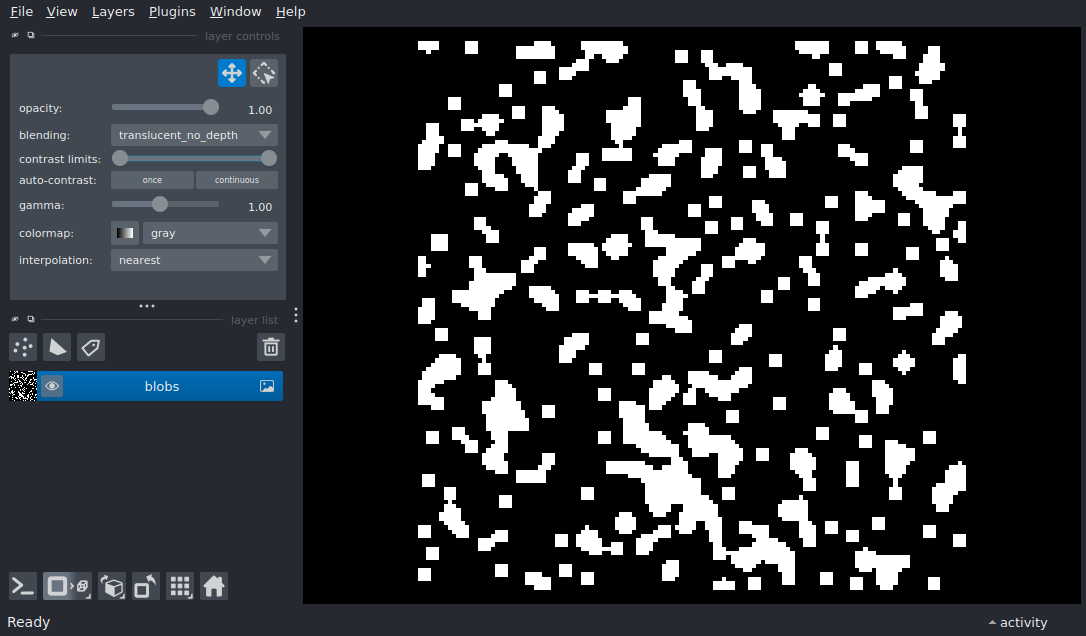 File View Layers Plugins Window Help
layer controls
opacity: 1.00
blending: translucent_no_depth
contrast limits:
auto-contrast: once continuous
gamma: 1.00
colormap: gray
interpolation: nearest
layer list
blobs
Ready activity